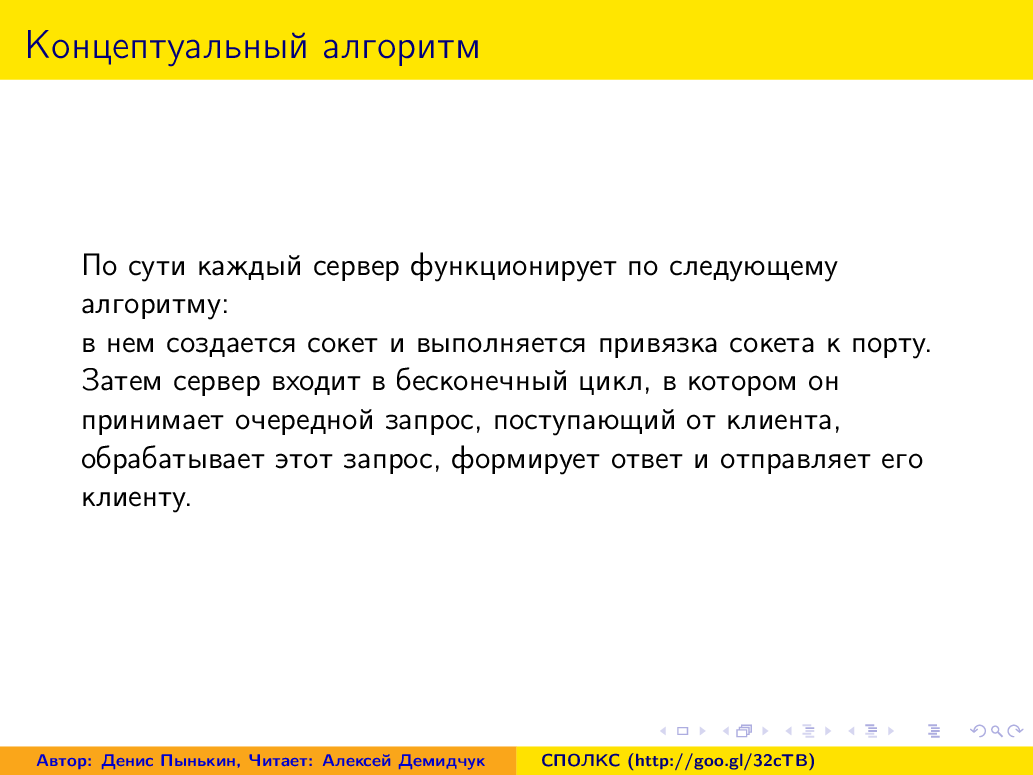 Концептуальный алгоритм
По сути каждый сервер функционирует по следующему
алгоритму:
в нем создается сокет и выполняется привязка сокета к порту.
Затем сервер входит в бесконечный цикл, в котором он
принимает очередной запрос, поступающий от клиента,
обрабатывает этот запрос, формирует ответ и отправляет его
клиенту.
Автор: Денис Пынькин, Читает: Алексей Демидчук
СПОЛКС (http://goo.gl/32cTB)